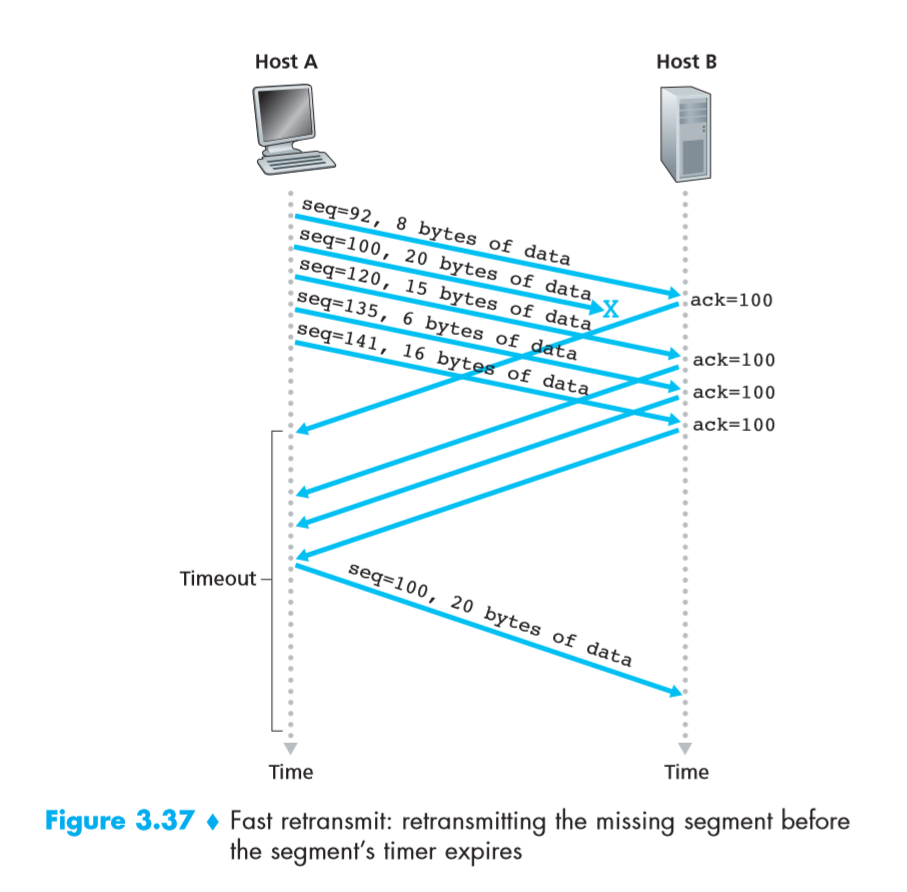 Host A
Host B
seq=92, 8 bytes of data
seq=100, 20 bytes of data
seq=120, 15 bytes of data
seq=135, 6 bytes of data
seq=141, 16 bytes of data
X
ack=100
ack=100
ack=100
ack=100
Timeout
seq=100, 20 bytes of data
Time
Time
Figure 3.37 ♦ Fast retransmit: retransmitting the missing segment before
the segment’s timer expires